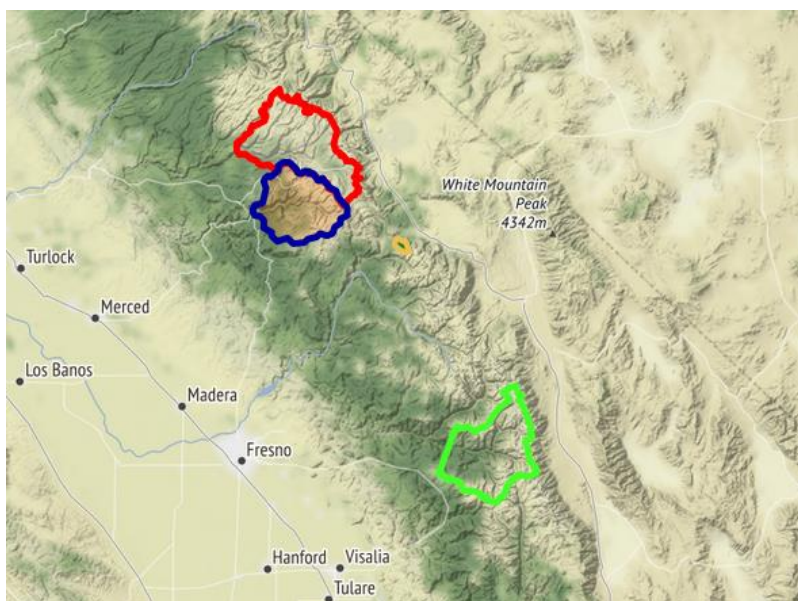 White Mountain
Peak
4342m
Turlock
Merced
Los Banos
Madera
Fresno
Hanford
Visalia
Tulare